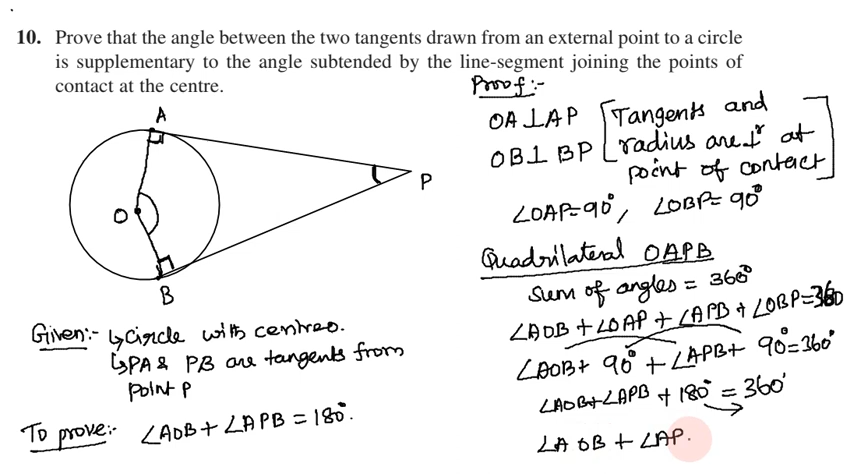 10. Prove that the angle between the two tangents drawn from an external point to a circle
is supplementary to the angle subtended by the line-segment joining the points of
contact at the centre.
A
O
B
P
Given:- ↳ Circle with centre o.
↳ PA & PB are tangents from
point P
To prove:- ∠AOB + ∠APB = 180°.
Proof:-
OA ⊥ AP [Tangents and
OB ⊥ BP radius are ⊥r at
point of contact]
∠OAP = 90°, ∠OBP = 90°
Quadrilateral OAPB
Sum of angles = 360°
∠AOB + ∠OAP + ∠APB + ∠OBP = 360
∠AOB + 90° + ∠APB + 90° = 360°
∠AOB + ∠APB + 180° = 360°
∠AOB + ∠AP.